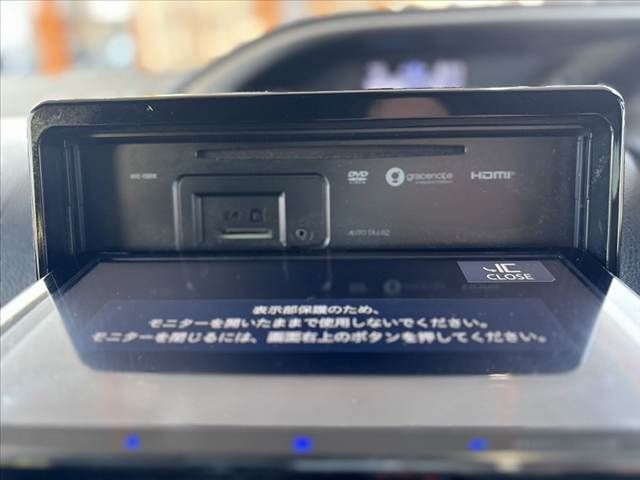 DVD
gracenote
HDMI
CLOSE
表示部保護のため、
モニターを開いたままで使用しないでください。
モニターを閉じるには、画面右上のボタンを押してください。